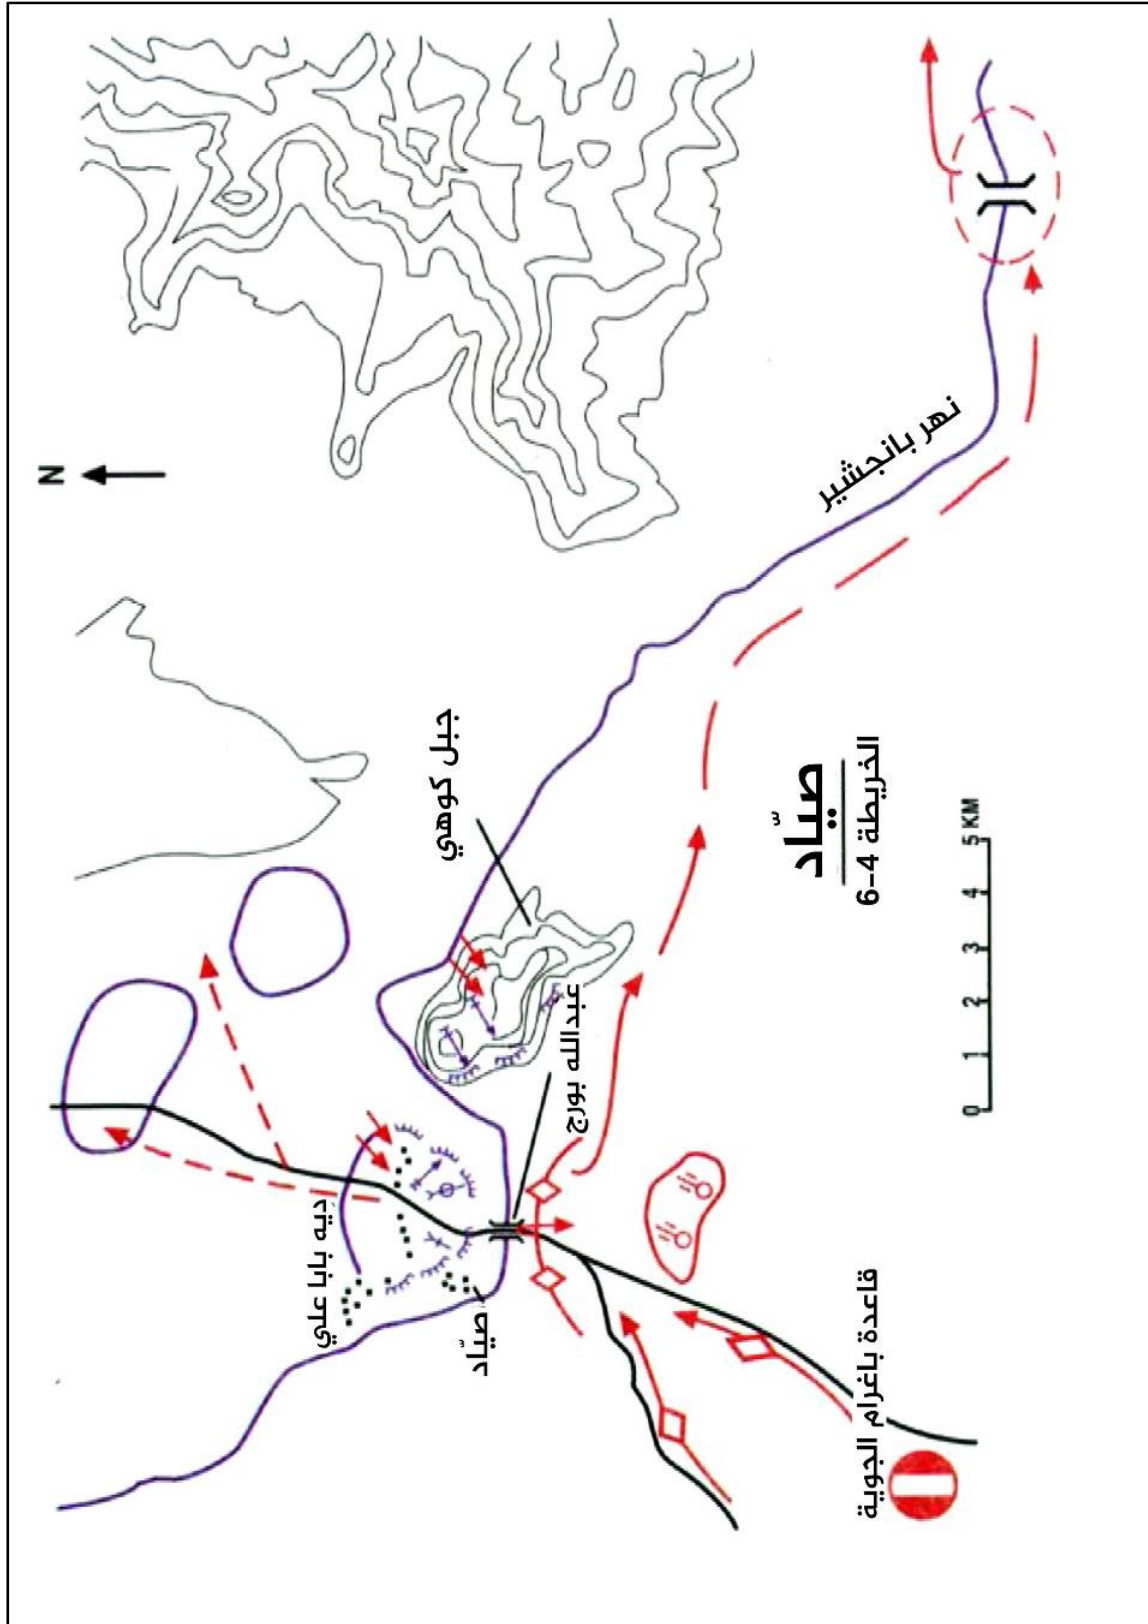 N
نهر بانجشير
جبل كوهي
صيّاد
الخريطة 4-6
عبدالله بورج
ديه بابا علي
صيّاد
قاعدة باغرام الجوية
0 1 2 3 4 5 KM